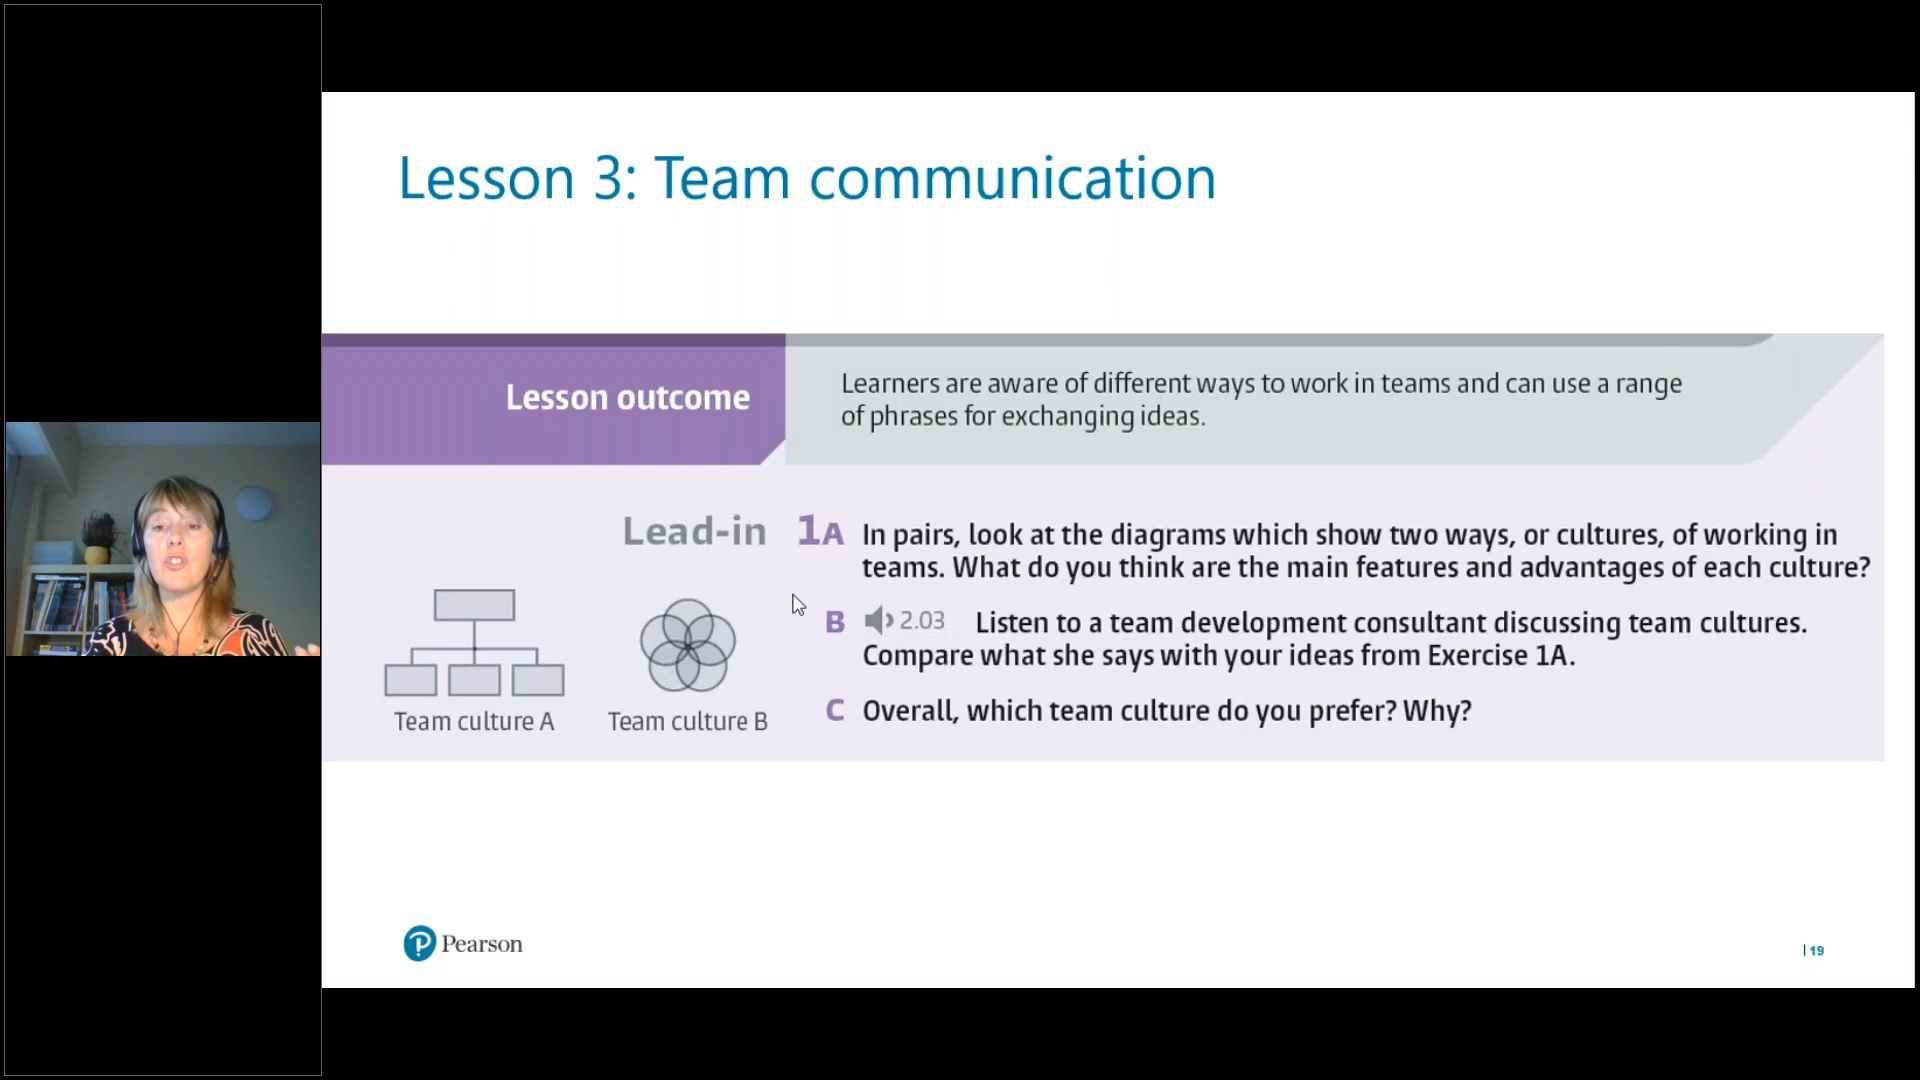 Lesson 3: Team communication
Lesson outcome
Learners are aware of different ways to work in teams and can use a range
of phrases for exchanging ideas.
Lead-in
1A In pairs, look at the diagrams which show two ways, or cultures, of working in
teams. What do you think are the main features and advantages of each culture?
B 2.03 Listen to a team development consultant discussing team cultures.
Compare what she says with your ideas from Exercise 1A.
C Overall, which team culture do you prefer? Why?
Team culture A
Team culture B
Pearson
| 19